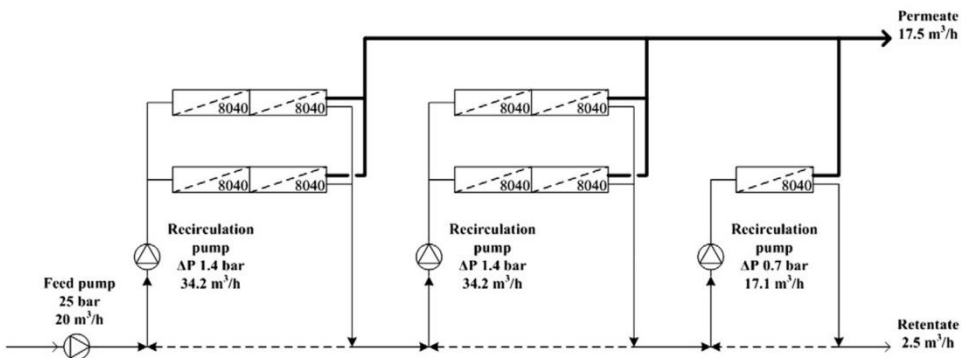 Permeate
17.5 m³/h
8040
8040
8040
8040
8040
8040
8040
8040
8040
Recirculation
pump
ΔP 1.4 bar
34.2 m³/h
Recirculation
pump
ΔP 1.4 bar
34.2 m³/h
Recirculation
pump
ΔP 0.7 bar
17.1 m³/h
Feed pump
25 bar
20 m³/h
Retentate
2.5 m³/h